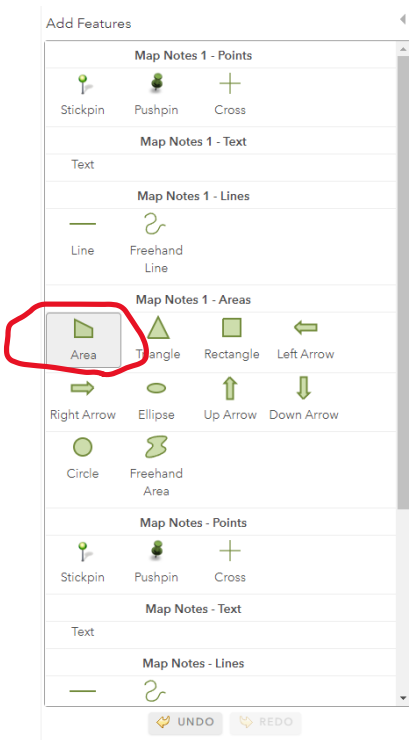 Add Features
Map Notes 1 - Points
Stickpin Pushpin Cross
Map Notes 1 - Text
Text
Map Notes 1 - Lines
Line Freehand
Line
Map Notes 1 - Areas
Area Triangle Rectangle Left Arrow
Right Arrow Ellipse Up Arrow Down Arrow
Circle Freehand
Area
Map Notes - Points
Stickpin Pushpin Cross
Map Notes - Text
Text
Map Notes - Lines
UNDO REDO